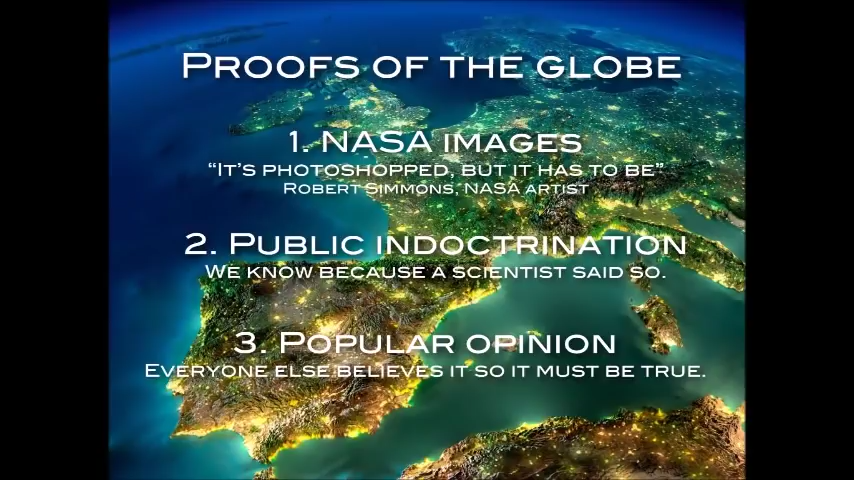 PROOFS OF THE GLOBE
1. NASA IMAGES
“IT’S PHOTOSHOPPED, BUT IT HAS TO BE”
ROBERT SIMMONS, NASA ARTIST
2. PUBLIC INDOCTRINATION
WE KNOW BECAUSE A SCIENTIST SAID SO.
3. POPULAR OPINION
EVERYONE ELSE BELIEVES IT SO IT MUST BE TRUE.